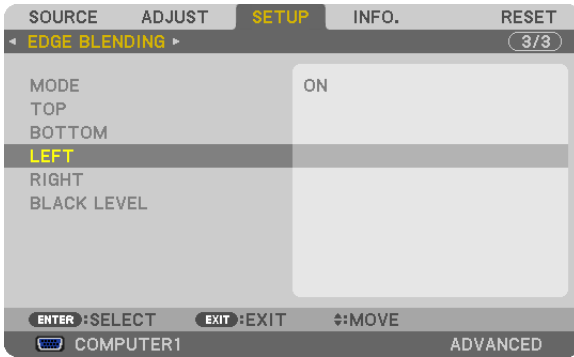 SOURCE ADJUST SETUP INFO. RESET
◂ EDGE BLENDING ▸ 3/3
MODE ON
TOP
BOTTOM
LEFT
RIGHT
BLACK LEVEL
ENTER :SELECT EXIT :EXIT :MOVE
COMPUTER1 ADVANCED